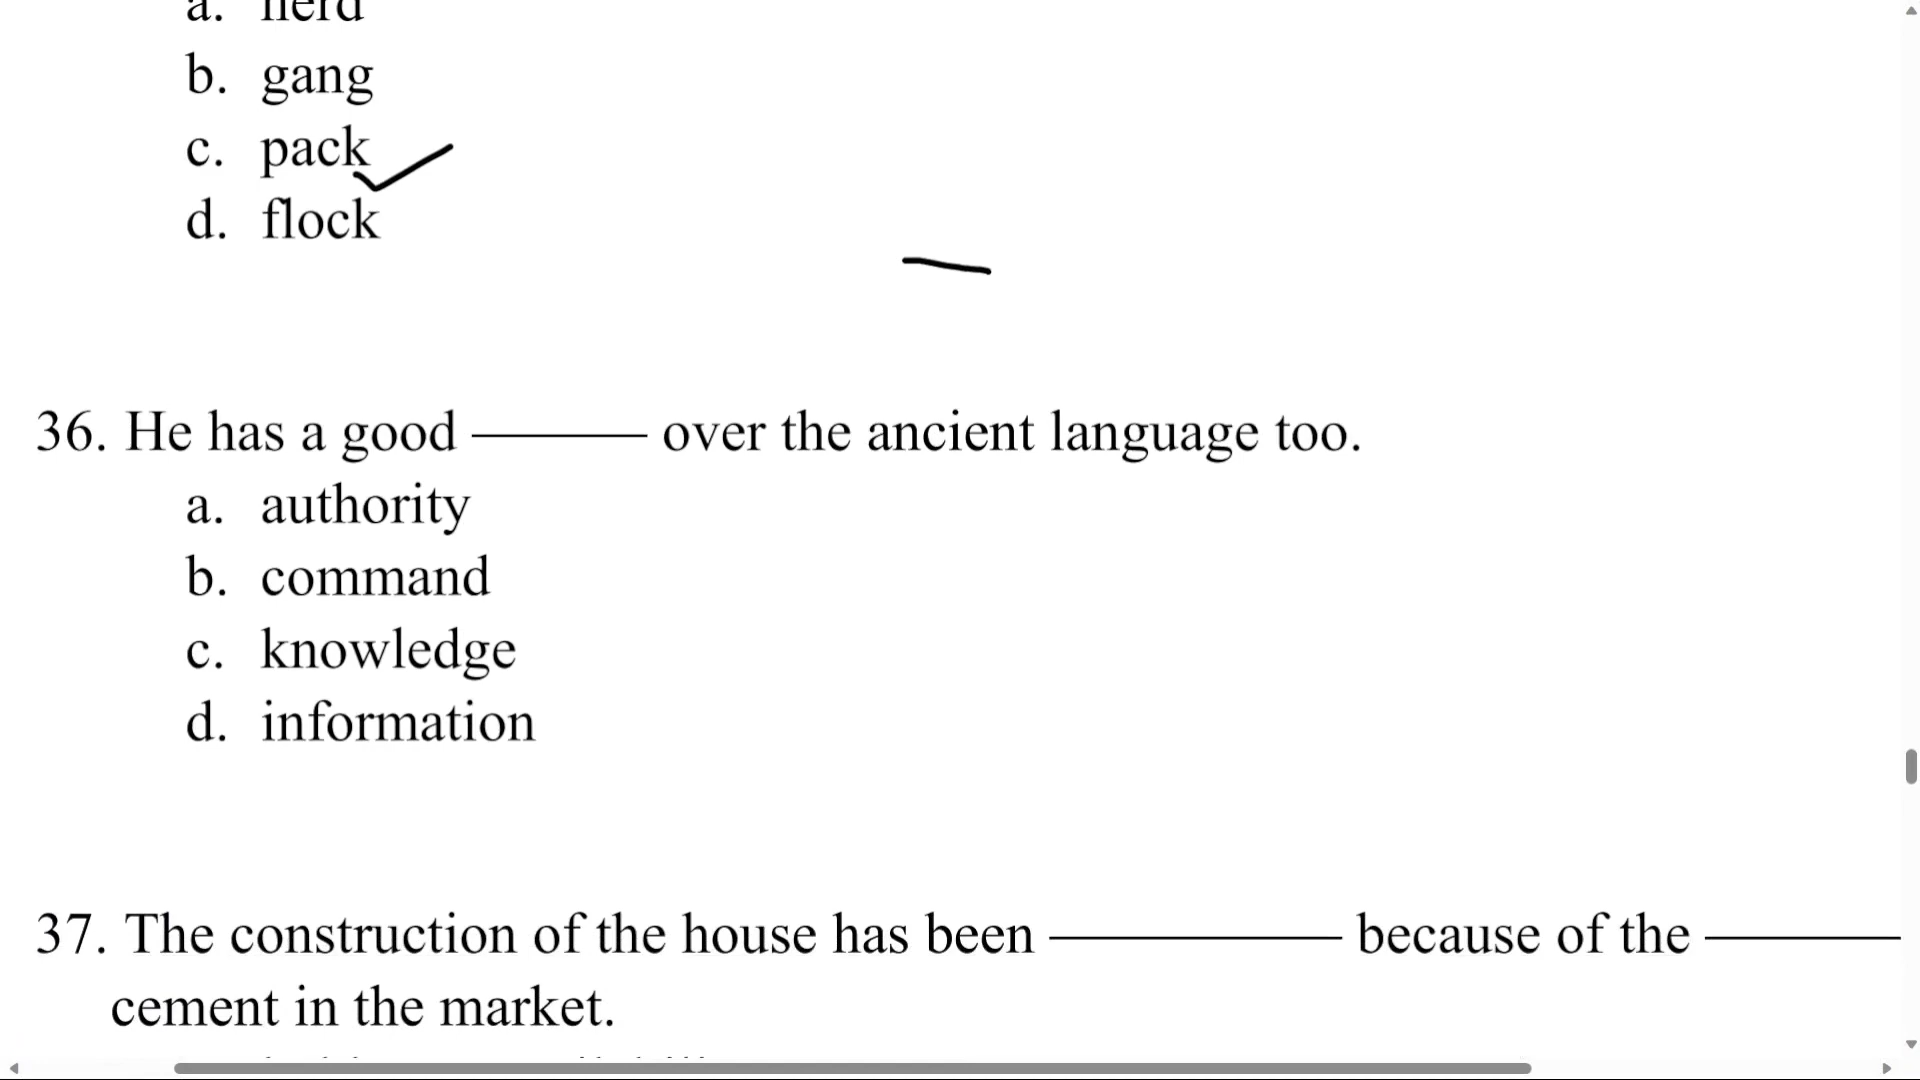 a. herd
b. gang
c. pack
d. flock
36. He has a good ——— over the ancient language too.
a. authority
b. command
c. knowledge
d. information
37. The construction of the house has been ————— because of the ———
cement in the market.